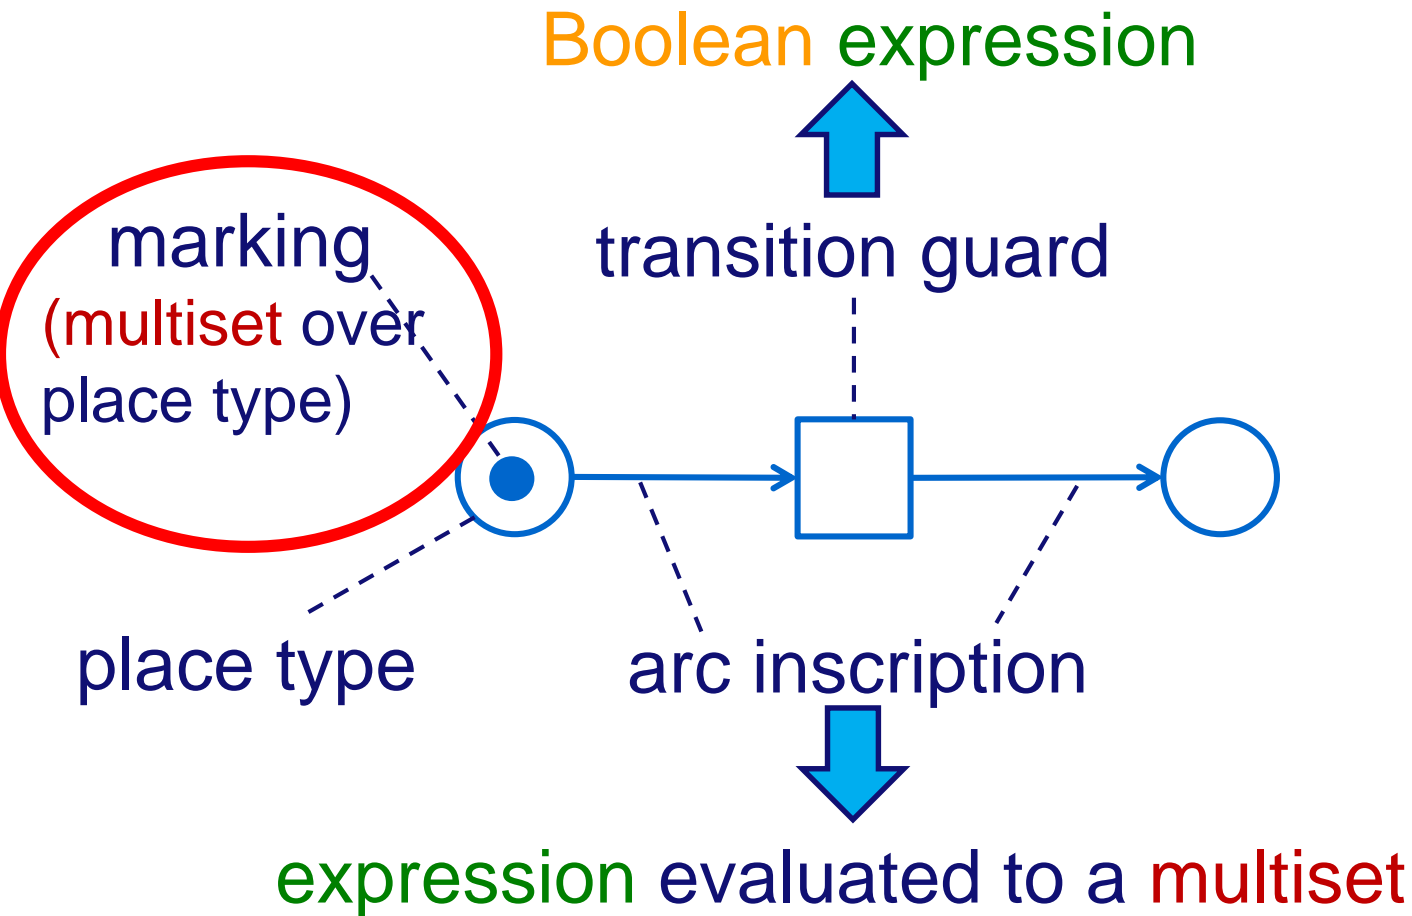 Boolean expression
marking
(multiset over
place type)
transition guard
place type
arc inscription
expression evaluated to a multiset